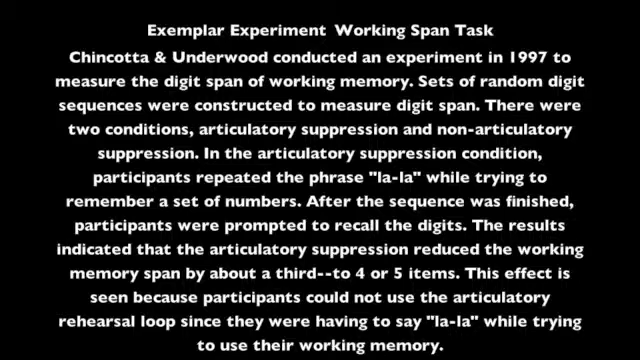 Exemplar Experiment Working Span Task
Chincotta & Underwood conducted an experiment in 1997 to
measure the digit span of working memory. Sets of random digit
sequences were constructed to measure digit span. There were
two conditions, articulatory suppression and non-articulatory
suppression. In the articulatory suppression condition,
participants repeated the phrase "la-la" while trying to
remember a set of numbers. After the sequence was finished,
participants were prompted to recall the digits. The results
indicated that the articulatory suppression reduced the working
memory span by about a third--to 4 or 5 items. This effect is
seen because participants could not use the articulatory
rehearsal loop since they were having to say "la-la" while trying
to use their working memory.